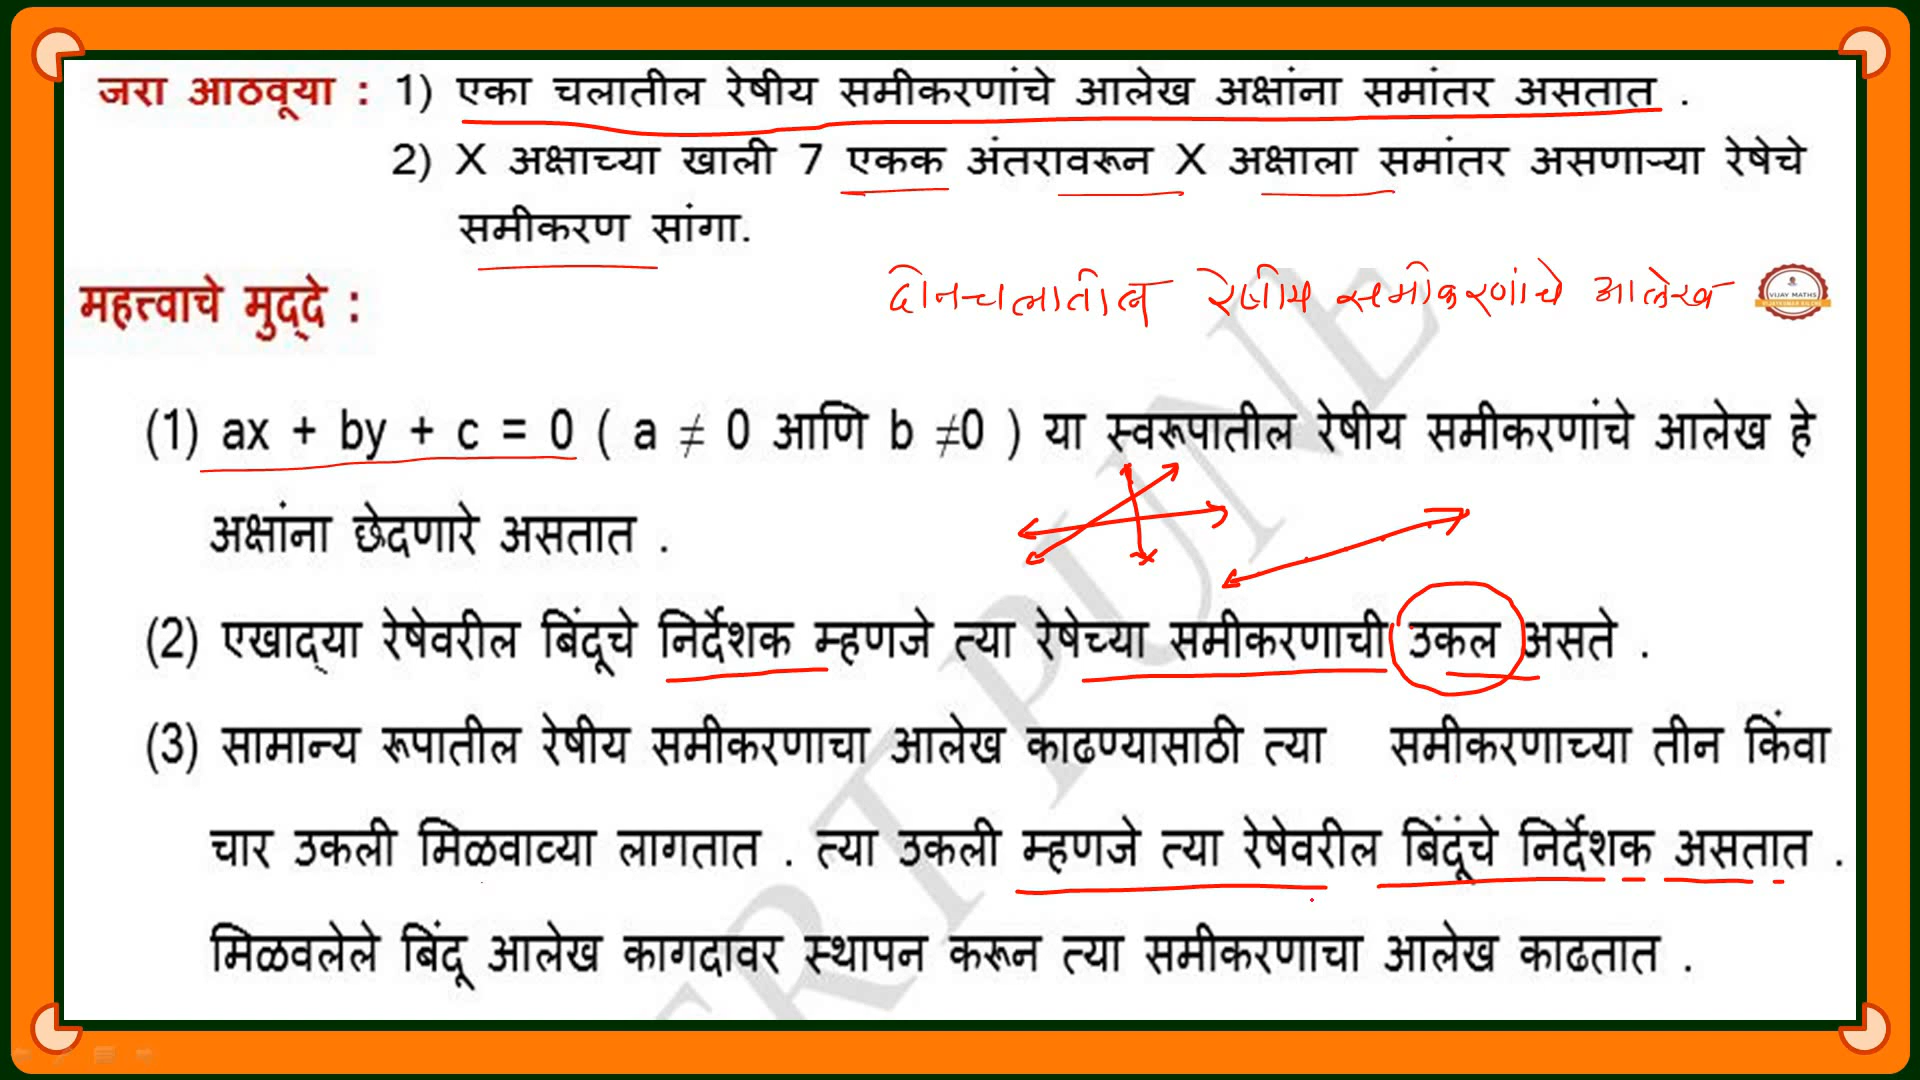 जरा आठवूया : 1) एका चलातील रेषीय समीकरणांचे आलेख अक्षांना समांतर असतात .
2) X अक्षाच्या खाली 7 एकक अंतरावरून X अक्षाला समांतर असणाऱ्या रेषेचे
समीकरण सांगा.
दोन चलातील रेषीय समीकरणांचे आलेख
VIJAY MATHS
महत्त्वाचे मुद्‌दे :
(1) ax + by + c = 0 ( a ≠ 0 आणि b ≠0 ) या स्वरूपातील रेषीय समीकरणांचे आलेख हे
अक्षांना छेदणारे असतात .
(2) एखाद्‌या रेषेवरील बिंदूचे निर्देशक म्हणजे त्या रेषेच्या समीकरणाची उकल असते .
(3) सामान्य रूपातील रेषीय समीकरणाचा आलेख काढण्यासाठी त्या समीकरणाच्या तीन किंवा
चार उकली मिळवाव्या लागतात . त्या उकली म्हणजे त्या रेषेवरील बिंदूंचे निर्देशक असतात .
मिळवलेले बिंदू आलेख कागदावर स्थापन करून त्या समीकरणाचा आलेख काढतात .